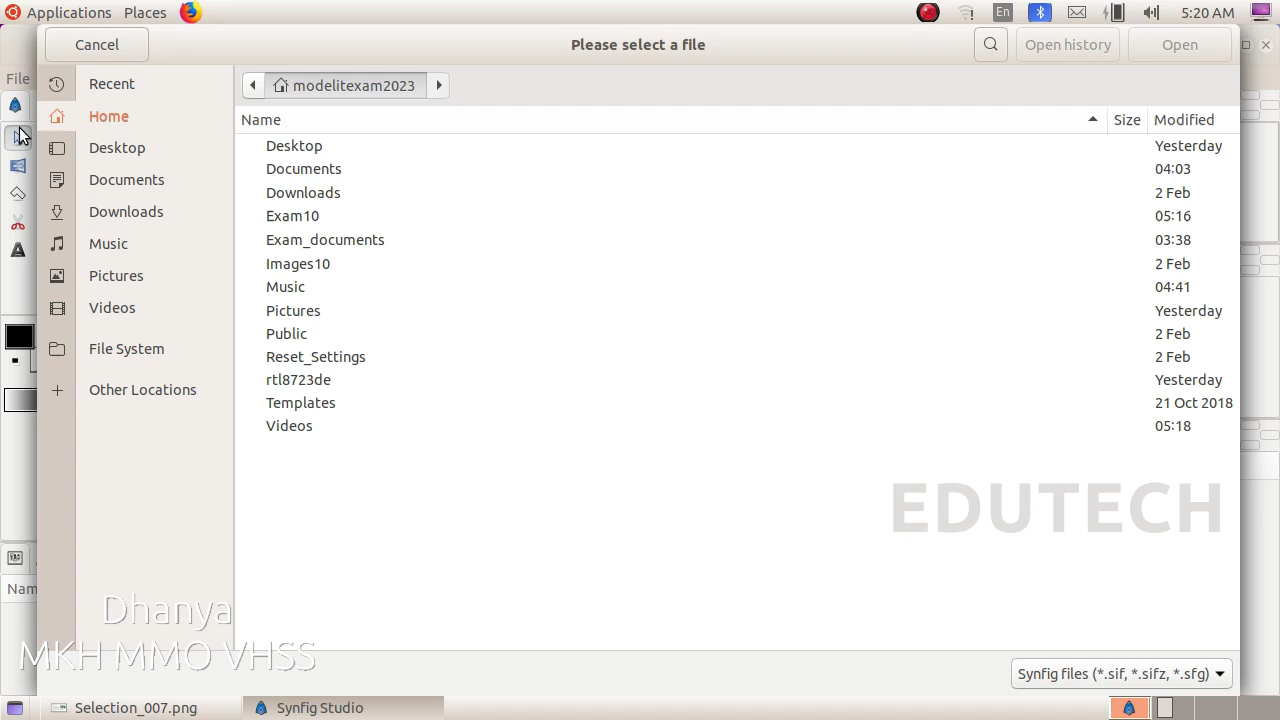 Applications Places En 5:20 AM
Cancel Please select a file Open history Open
File
Recent
Home
Desktop
Documents
Downloads
Music
Pictures
Videos
File System
Other Locations
modelitexam2023
Name Size Modified
Desktop Yesterday
Documents 04:03
Downloads 2 Feb
Exam10 05:16
Exam_documents 03:38
Images10 2 Feb
Music 04:41
Pictures Yesterday
Public 2 Feb
Reset_Settings 2 Feb
rtl8723de Yesterday
Templates 21 Oct 2018
Videos 05:18
EDUTECH
Nam
Dhanya
MKH MMO VHSS
Synfig files (*.sif, *.sifz, *.sfg)
Selection_007.png Synfig Studio